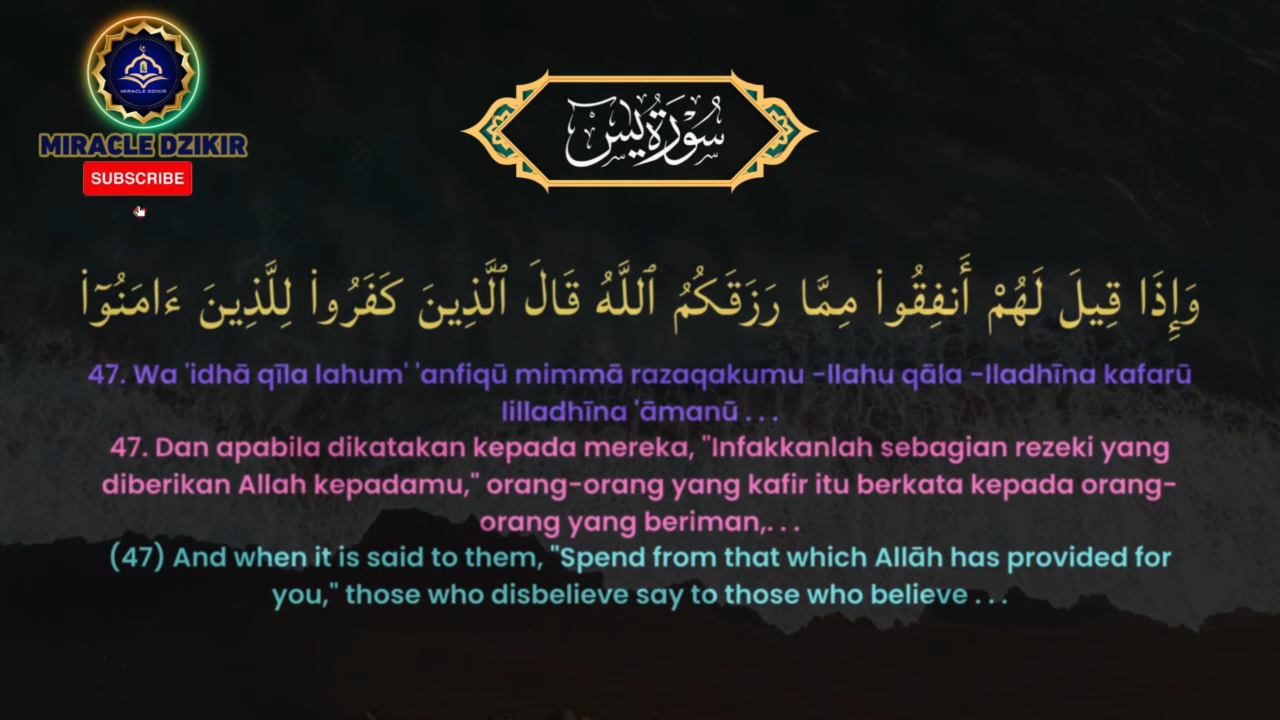 MIRACLE DZIKIR
MIRACLE DZIKIR
SUBSCRIBE
سُوْرَةُ يٰسۤ
وَإِذَا قِيلَ لَهُمْ أَنفِقُوا۟ مِمَّا رَزَقَكُمُ ٱللَّهُ قَالَ ٱلَّذِينَ كَفَرُوا۟ لِلَّذِينَ ءَامَنُوٓا۟
47. Wa 'idhā qīla lahum' 'anfiqū mimmā razaqakumu -llahu qāla -lladhīna kafarū
lilladhīna 'āmanū . . .
47. Dan apabila dikatakan kepada mereka, "Infakkanlah sebagian rezeki yang
diberikan Allah kepadamu," orang-orang yang kafir itu berkata kepada orang-
orang yang beriman,. . .
(47) And when it is said to them, "Spend from that which Allāh has provided for
you," those who disbelieve say to those who believe . . .